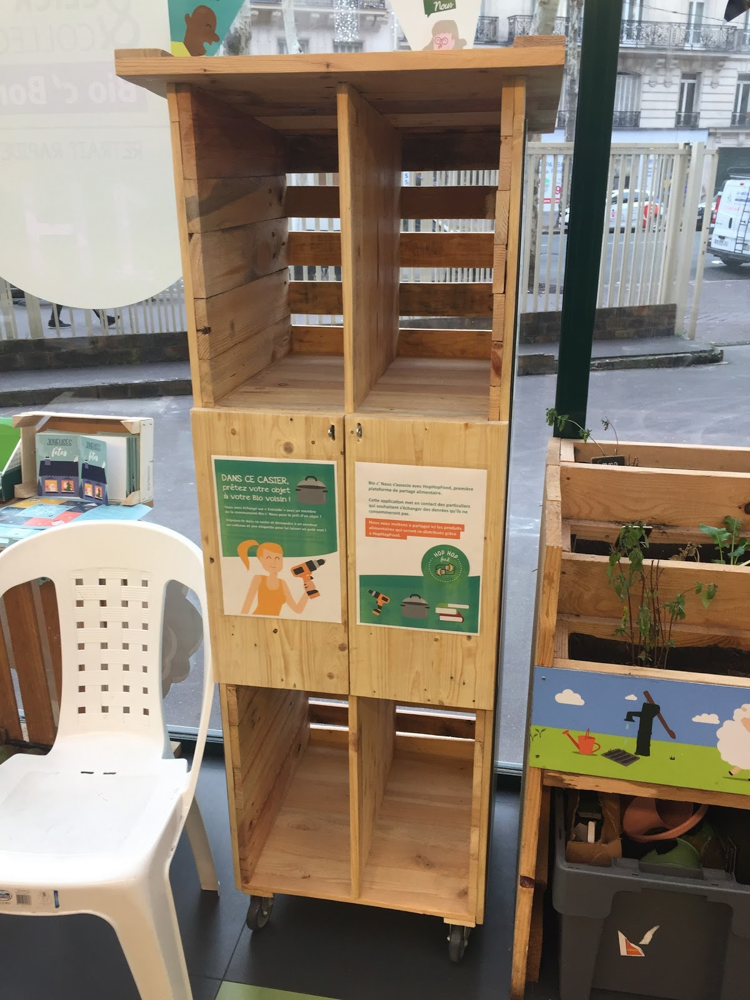 Nous
CLICK
&COLLE
Bio c' Bon
RETRAIT RAPIDE
1H
JOYEUSES
fêtes
JOYEUSES
fêtes
DANS CE CASIER,
prêtez votre objet
à votre Bio voisin !
Vous avez échangé sur « Entraide » avec un membre
de la communauté Bio c' Nous pour le prêt d'un objet ?
Déposez-le dans ce casier et demandez à un vendeur
un cadenas et une étiquette pour lui laisser un petit mot !
Bio c' Nous s'associe avec HopHopFood, première
plateforme de partage alimentaire.
Cette application met en contact des particuliers
qui souhaitent s'échanger des denrées qu'ils ne
consommeront pas.
Nous vous invitons à partager ici les produits
alimentaires qui seront re-distribués grâce
à HopHopFood.
HOP HOP
food